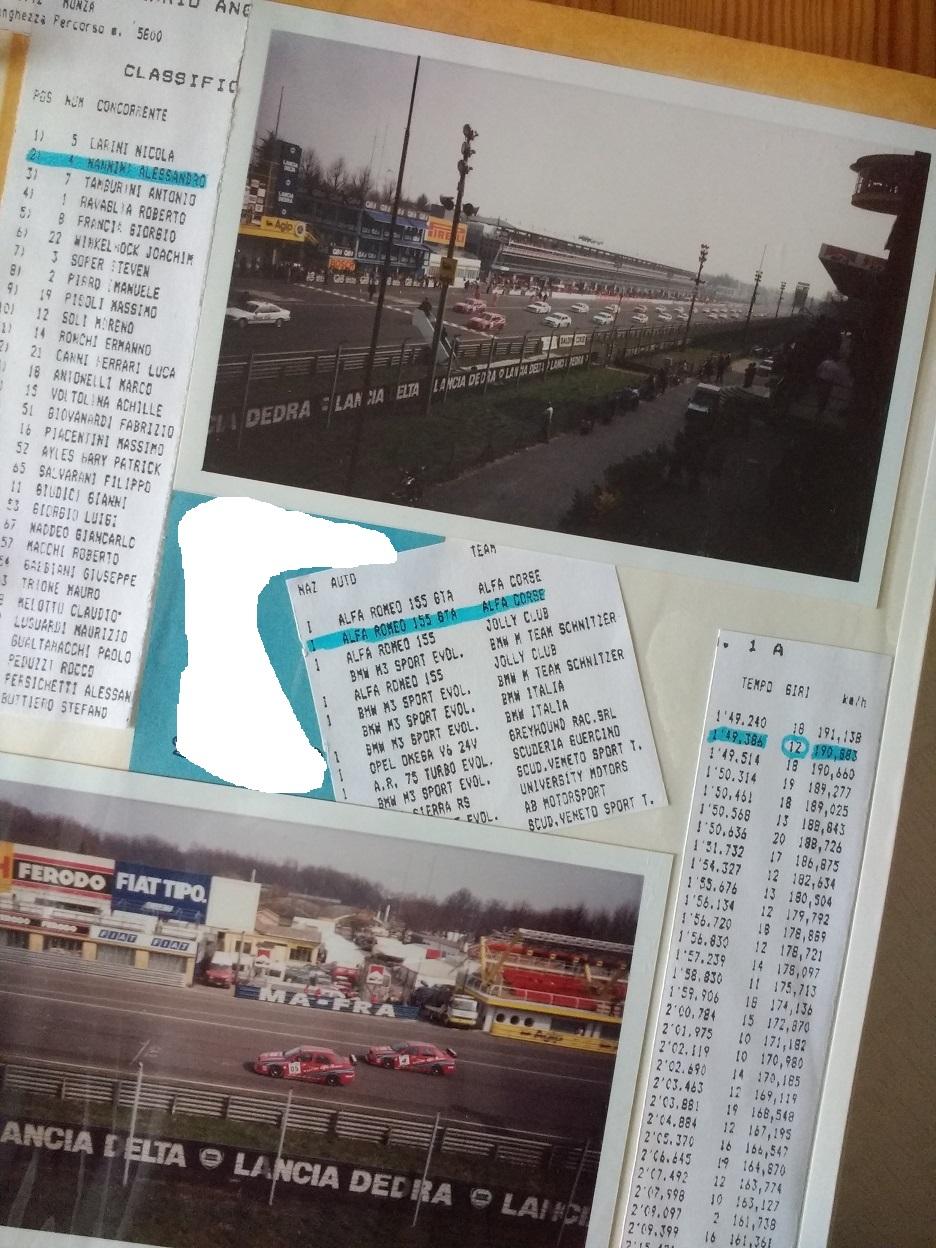 MONZA
Percorso m. 5800
CLASSIFIC
POS NUM CONCORRENTE
1) 5 LARINI NICOLA
2) 4 NANNINI ALESSANDRO
3) 7 TAMBURINI ANTONIO
4) 1 RAVAGLIA ROBERTO
5) 8 FRANCIA GIORGIO
6) 22 WINKELHOCK JOACHIM
7) 3 SOPER STEVEN
8) 2 PIRRO EMANUELE
9) 19 PIGOLI MASSIMO
12 SOLI MORENO
14 RONCHI ERMANNO
21 CANNI FERRARI LUCA
18 ANTONELLI MARCO
15 VOLTOLINA ACHILLE
51 GIOVANARDI FABRIZIO
16 PIACENTINI MASSIMO
52 AYLES GARY PATRICK
65 SALVARANI FILIPPO
11 GIUDICI GIANNI
53 GIORGIO LUIGI
67 NADDEO GIANCARLO
57 MACCHI ROBERTO
GABBIANI GIUSEPPE
TRIONE MAURO
MELOTTO CLAUDIO
LUSUARDI MAURIZIO
GUALTAMACCHI PAOLO
PEDUZZI ROCCO
PERSICHETTI ALESSAN
BUTTIERO STEFANO
Agip
PIRELLI
BOSCH
DEDRA LANCIA DELTA LANCIA DEDRA LANCIA DELTA LANCIA DEDRA
NAZ AUTO TEAM
I ALFA ROMEO 155 GTA ALFA CORSE
I ALFA ROMEO 155 GTA ALFA CORSE
I ALFA ROMEO 155 JOLLY CLUB
BMW M3 SPORT EVOL. BMW M TEAM SCHNITZER
I ALFA ROMEO 155 JOLLY CLUB
BMW M3 SPORT EVOL. BMW M TEAM SCHNITZER
BMW M3 SPORT EVOL. BMW ITALIA
I BMW M3 SPORT EVOL. BMW ITALIA
I OPEL OMEGA V6 24V GREYHOUND RAC.SRL
I A.R. 75 TURBO EVOL. SCUDERIA GUERCINO
I BMW M3 SPORT EVOL. SCUD.VENETO SPORT T.
SIERRA RS UNIVERSITY MOTORS
EVOL. AB MOTORSPORT
SCUD.VENETO SPORT T.
1 A
TEMPO GIRI km/h
1'49.240 18 191,138
1'49.386 12 190,883
1'49.514 18 190,660
1'50.314 19 189,277
1'50.461 18 189,025
1'50.568 13 188,843
1'50.636 20 188,726
1'51.732 17 186,875
1'54.327 12 182,634
1'55.676 13 180,504
1'56.134 12 179,792
1'56.720 18 178,889
1'56.830 12 178,721
1'57.239 14 178,097
1'58.830 11 175,713
1'59.906 16 174,136
2'00.784 15 172,870
2'01.975 10 171,182
2'02.119 10 170,980
2'02.690 14 170,185
2'03.463 12 169,119
2'03.881 19 168,548
2'04.884 12 167,195
2'05.370 16 166,547
2'06.645 19 164,870
2'07.492 12 163,774
2'07.998 10 163,127
2'09.097 2 161,738
2'09.399 16 161,361
FERODO
FIAT TIPO.
FERODO
FIAT FIAT
MA-FRA
LANCIA DELTA LANCIA DEDRA LANCI